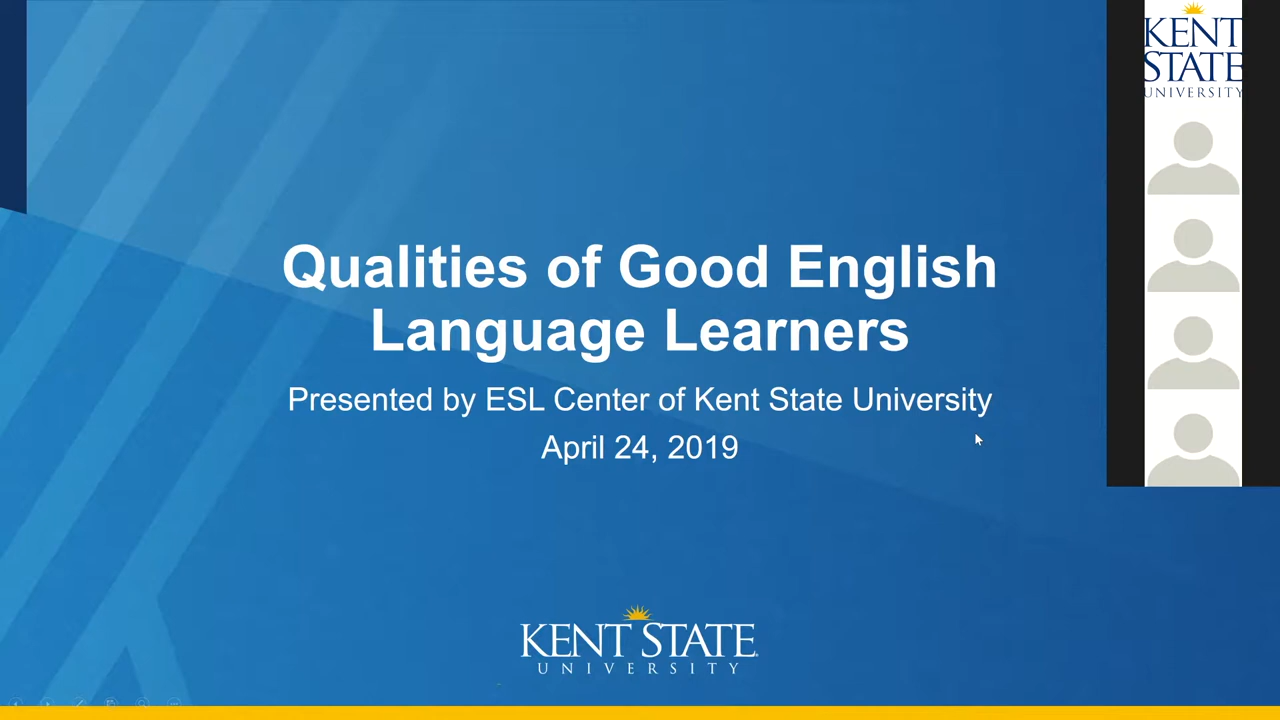 Qualities of Good English
Language Learners
Presented by ESL Center of Kent State University
April 24, 2019
KENT STATE
UNIVERSITY
KENT
STATE
UNIVERSITY